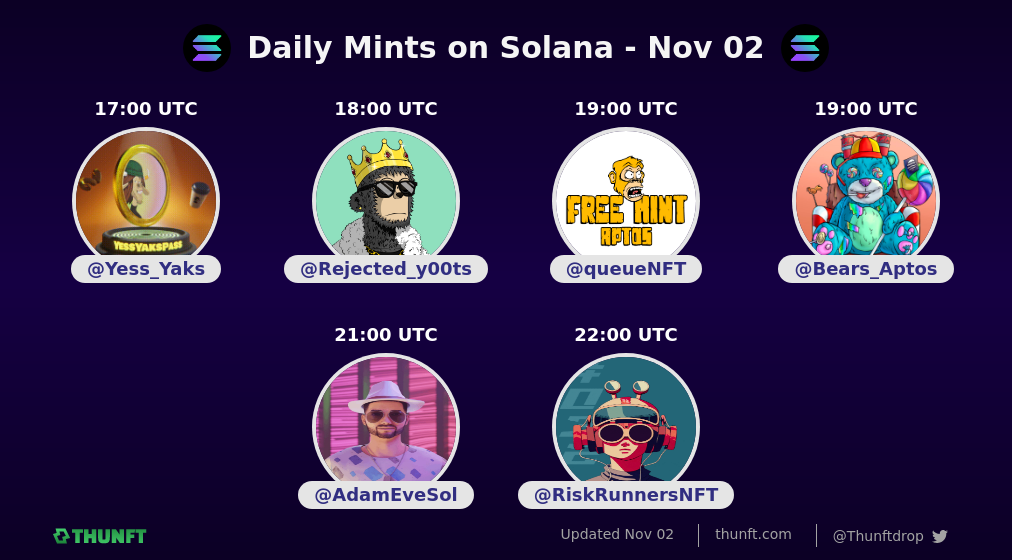 Daily Mints on Solana - Nov 02
17:00 UTC
18:00 UTC
19:00 UTC
19:00 UTC
YESSYAKSPASS
FREE MINT
APTOS
@Yess_Yaks
@Rejected_y00ts
@queueNFT
@Bears_Aptos
21:00 UTC
22:00 UTC
@AdamEveSol
@RiskRunnersNFT
THUNFT
Updated Nov 02
thunft.com
@Thunftdrop